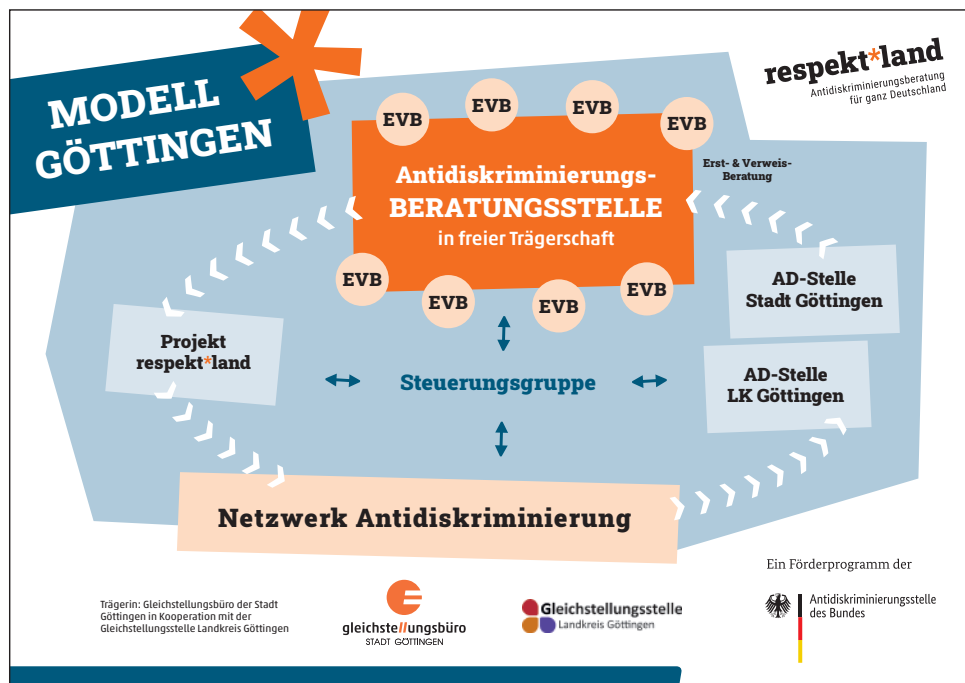 MODELL
GÖTTINGEN
respekt*land
Antidiskriminierungsberatung
für ganz Deutschland
EVB
EVB
EVB
EVB
Antidiskriminierungs-
BERATUNGSSTELLE
in freier Trägerschaft
Erst- & Verweis-
Beratung
EVB
EVB
EVB
EVB
AD-Stelle
Stadt Göttingen
Projekt
respekt*land
Steuerungsgruppe
AD-Stelle
LK Göttingen
Netzwerk Antidiskriminierung
Trägerin: Gleichstellungsbüro der Stadt
Göttingen in Kooperation mit der
Gleichstellungsstelle Landkreis Göttingen
gleichstellungsbüro
STADT GÖTTINGEN
Gleichstellungsstelle
Landkreis Göttingen
Ein Förderprogramm der
Antidiskriminierungsstelle
des Bundes